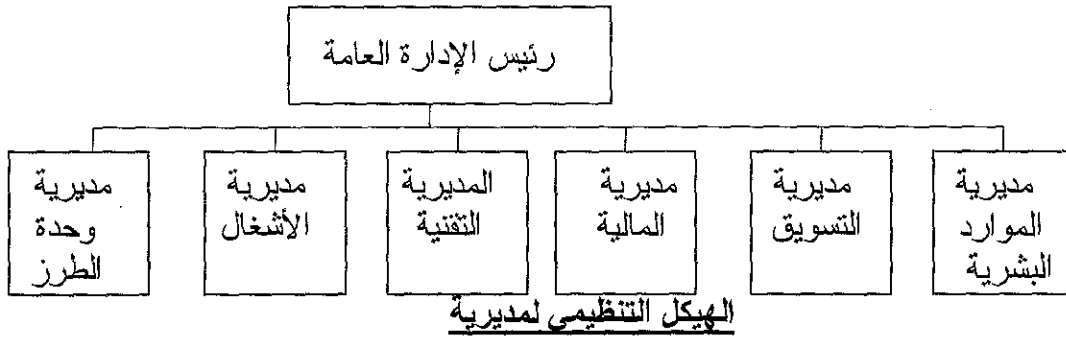 رئيس الإدارة العامة
مديرية
الموارد
البشرية
مديرية
التسويق
مديرية
المالية
المديرية
التقنية
مديرية
الأشغال
مديرية
وحدة
الطرز
الهيكل التنظيمي لمديرية